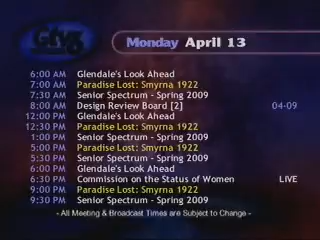 Monday April 13
6:00 AM Glendale's Look Ahead
7:00 AM Paradise Lost: Smyrna 1922
7:30 AM Senior Spectrum - Spring 2009
8:00 AM Design Review Board [2] 04-09
12:00 PM Glendale's Look Ahead
12:30 PM Paradise Lost: Smyrna 1922
1:00 PM Senior Spectrum - Spring 2009
5:00 PM Paradise Lost: Smyrna 1922
5:30 PM Senior Spectrum - Spring 2009
6:00 PM Glendale's Look Ahead
6:30 PM Commission on the Status of Women LIVE
9:00 PM Paradise Lost: Smyrna 1922
9:30 PM Senior Spectrum - Spring 2009
- All Meeting & Broadcast Times are Subject to Change -